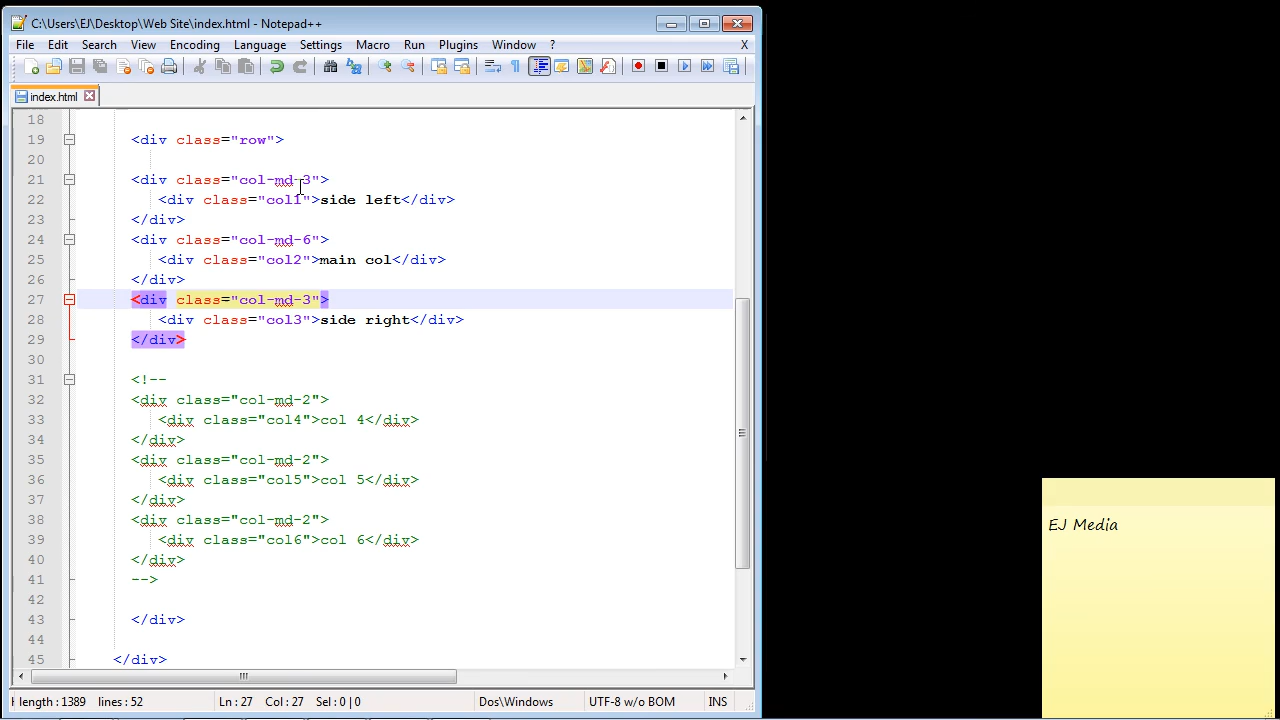 C:\Users\EJ\Desktop\Web Site\index.html - Notepad++
File Edit Search View Encoding Language Settings Macro Run Plugins Window ? X
index.html
18
19 <div class="row">
20
21 <div class="col-md-3">
22 <div class="col1">side left</div>
23 </div>
24 <div class="col-md-6">
25 <div class="col2">main col</div>
26 </div>
27 <div class="col-md-3">
28 <div class="col3">side right</div>
29 </div>
30
31 <!--
32 <div class="col-md-2">
33 <div class="col4">col 4</div>
34 </div>
35 <div class="col-md-2">
36 <div class="col5">col 5</div>
37 </div>
38 <div class="col-md-2">
39 <div class="col6">col 6</div>
40 </div>
41 -->
42
43 </div>
44
45 </div>
length : 1389 lines : 52 Ln : 27 Col : 27 Sel : 0 | 0 Dos\Windows UTF-8 w/o BOM INS
EJ Media